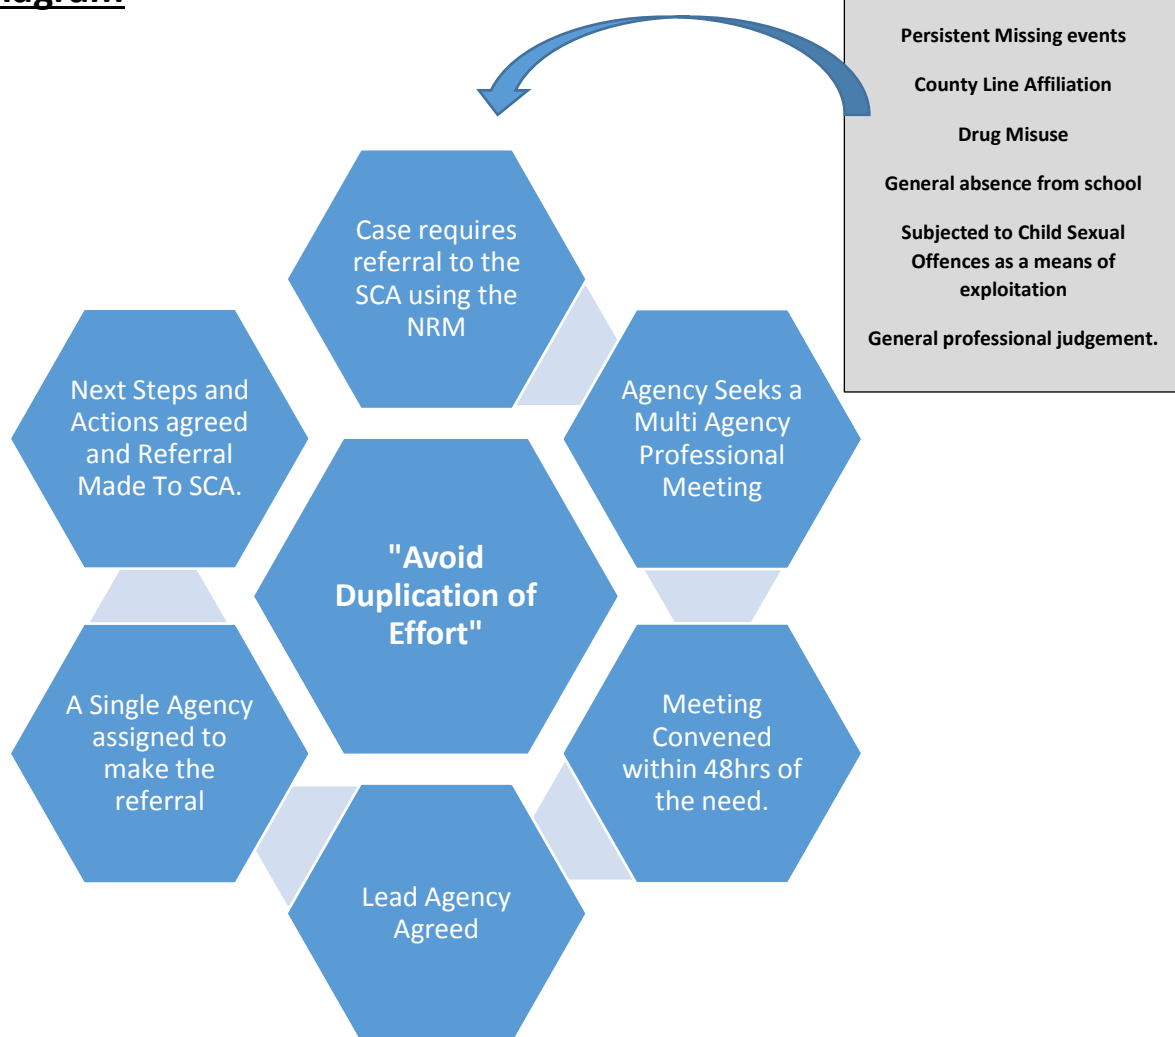 Persistent Missing events
County Line Affiliation
Drug Misuse
General absence from school
Subjected to Child Sexual
Offences as a means of
exploitation
General professional judgement.
Case requires
referral to the
SCA using the
NRM
Agency Seeks a
Multi Agency
Professional
Meeting
Meeting
Convened
within 48hrs of
the need.
Lead Agency
Agreed
A Single Agency
assigned to
make the
referral
Next Steps and
Actions agreed
and Referral
Made To SCA.
"Avoid
Duplication of
Effort"